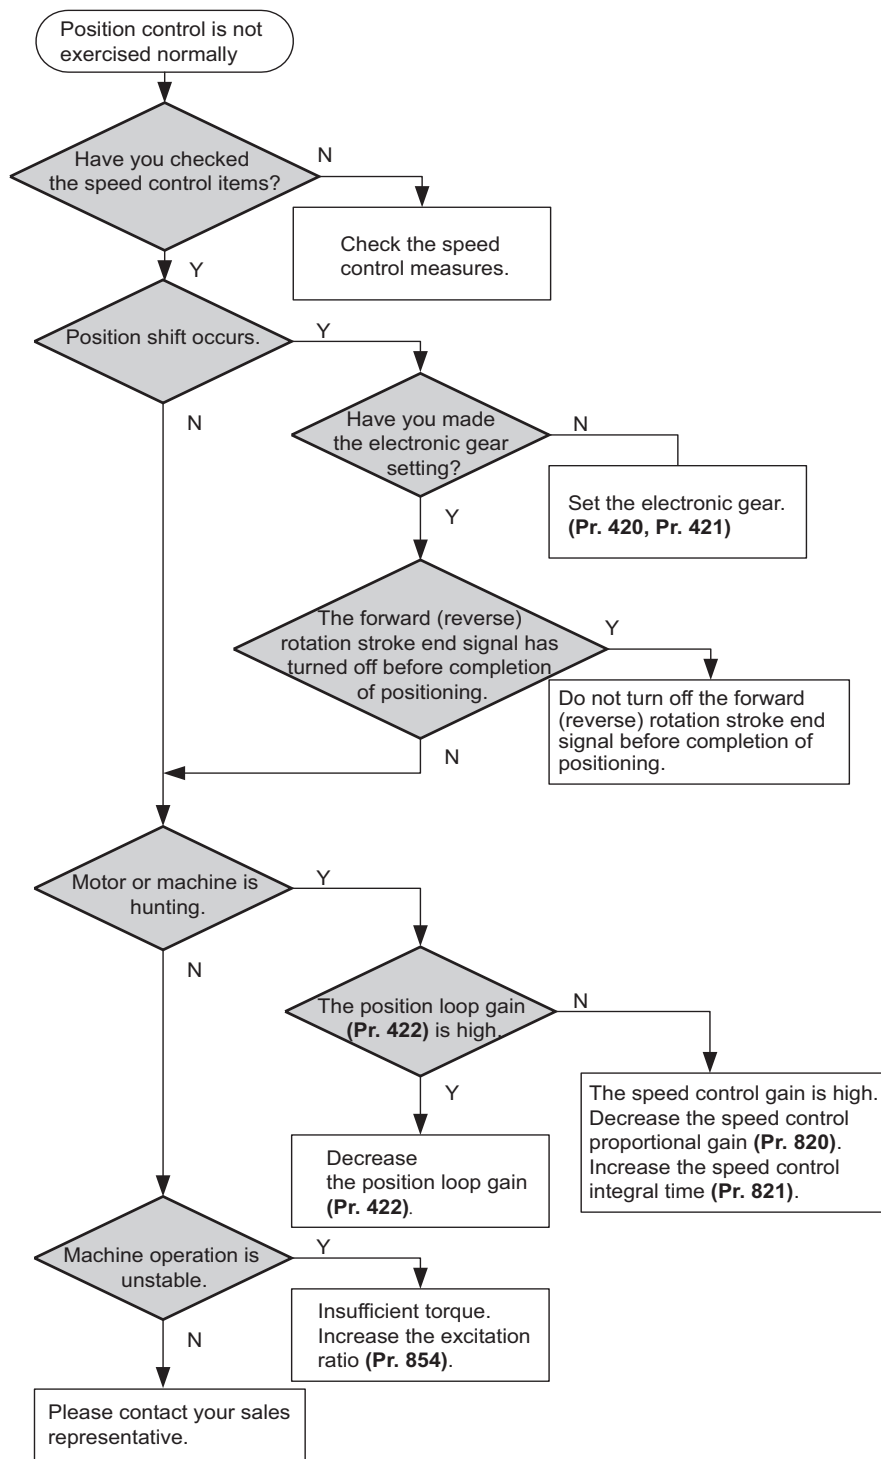 Position control is not
exercised normally
Have you checked
the speed control items?
N
Check the speed
control measures.
Y
Position shift occurs.
Y
N
Have you made
the electronic gear
setting?
N
Set the electronic gear.
(Pr. 420, Pr. 421)
Y
The forward (reverse)
rotation stroke end signal has
turned off before completion
of positioning.
Y
Do not turn off the forward
(reverse) rotation stroke end
signal before completion of
positioning.
N
Motor or machine is
hunting.
Y
N
The position loop gain
(Pr. 422) is high.
N
The speed control gain is high.
Decrease the speed control
proportional gain (Pr. 820).
Increase the speed control
integral time (Pr. 821).
Y
Decrease
the position loop gain
(Pr. 422).
Machine operation is
unstable.
Y
Insufficient torque.
Increase the excitation
ratio (Pr. 854).
N
Please contact your sales
representative.